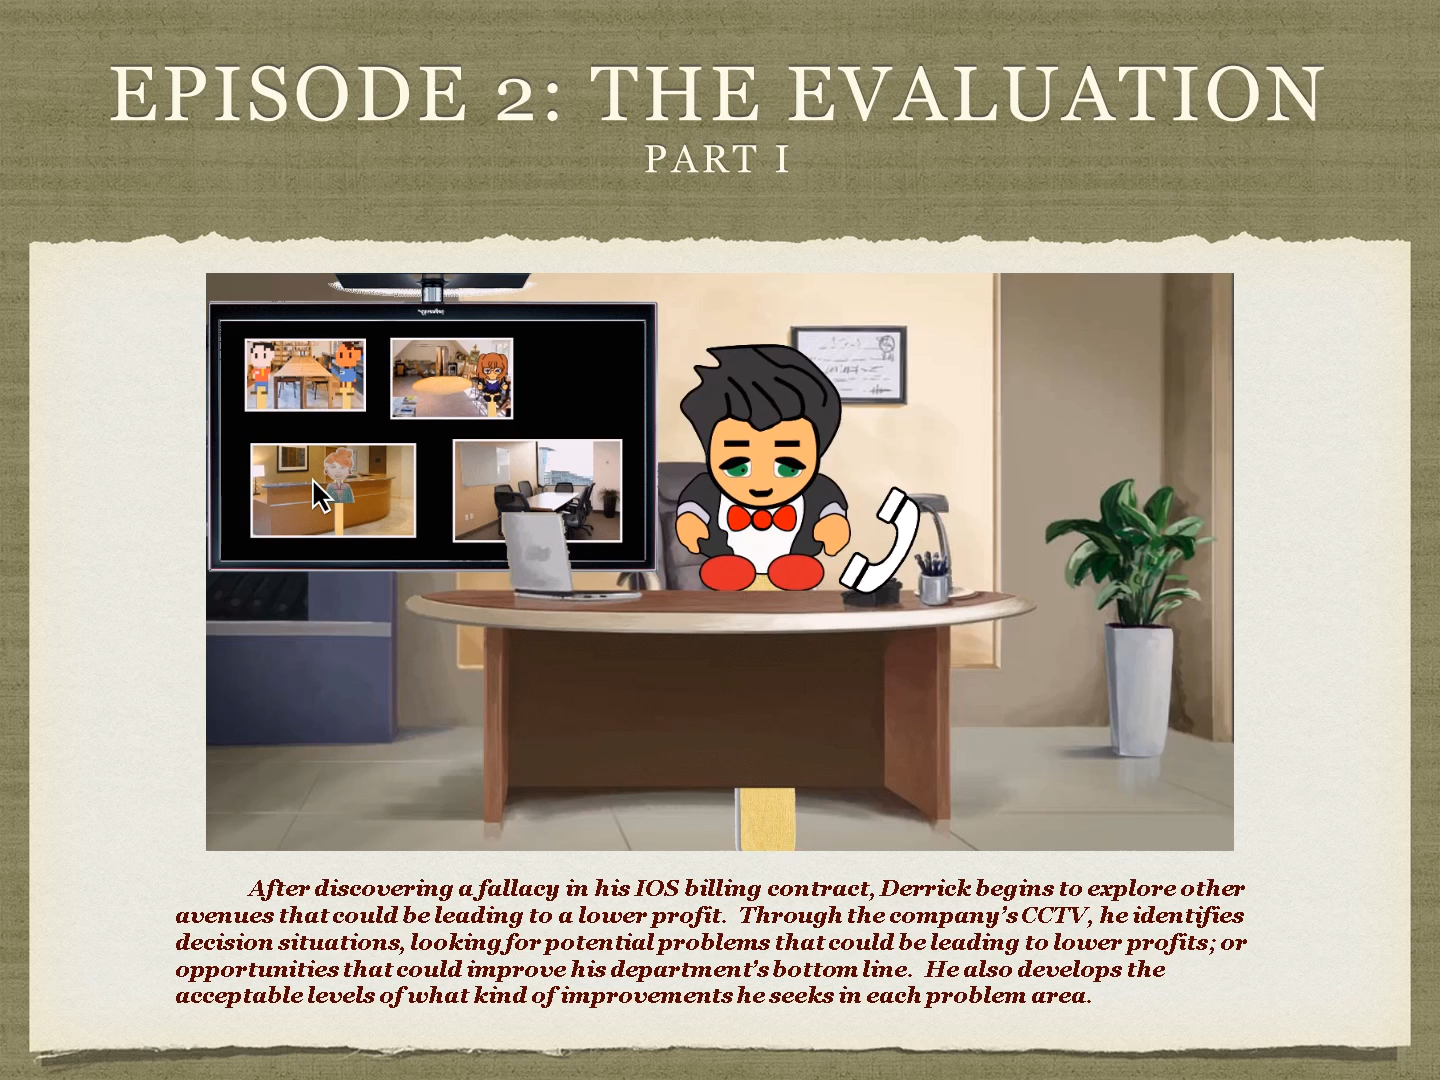 EPISODE 2: THE EVALUATION
PART I
After discovering a fallacy in his IOS billing contract, Derrick begins to explore other
avenues that could be leading to a lower profit. Through the company's CCTV, he identifies
decision situations, looking for potential problems that could be leading to lower profits; or
opportunities that could improve his department's bottom line. He also develops the
acceptable levels of what kind of improvements he seeks in each problem area.